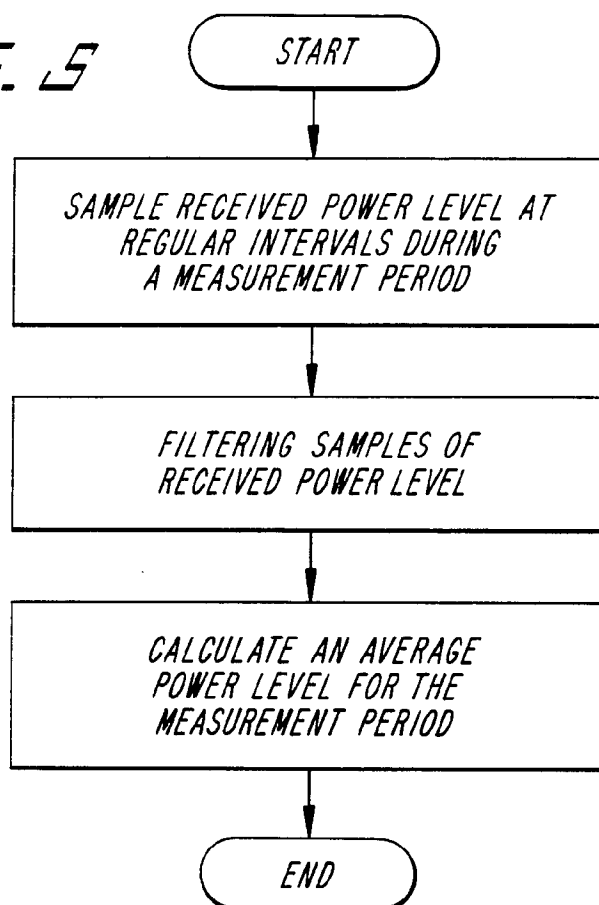 5
START
SAMPLE RECEIVED POWER LEVEL AT
REGULAR INTERVALS DURING
A MEASUREMENT PERIOD
FILTERING SAMPLES OF
RECEIVED POWER LEVEL
CALCULATE AN AVERAGE
POWER LEVEL FOR THE
MEASUREMENT PERIOD
END